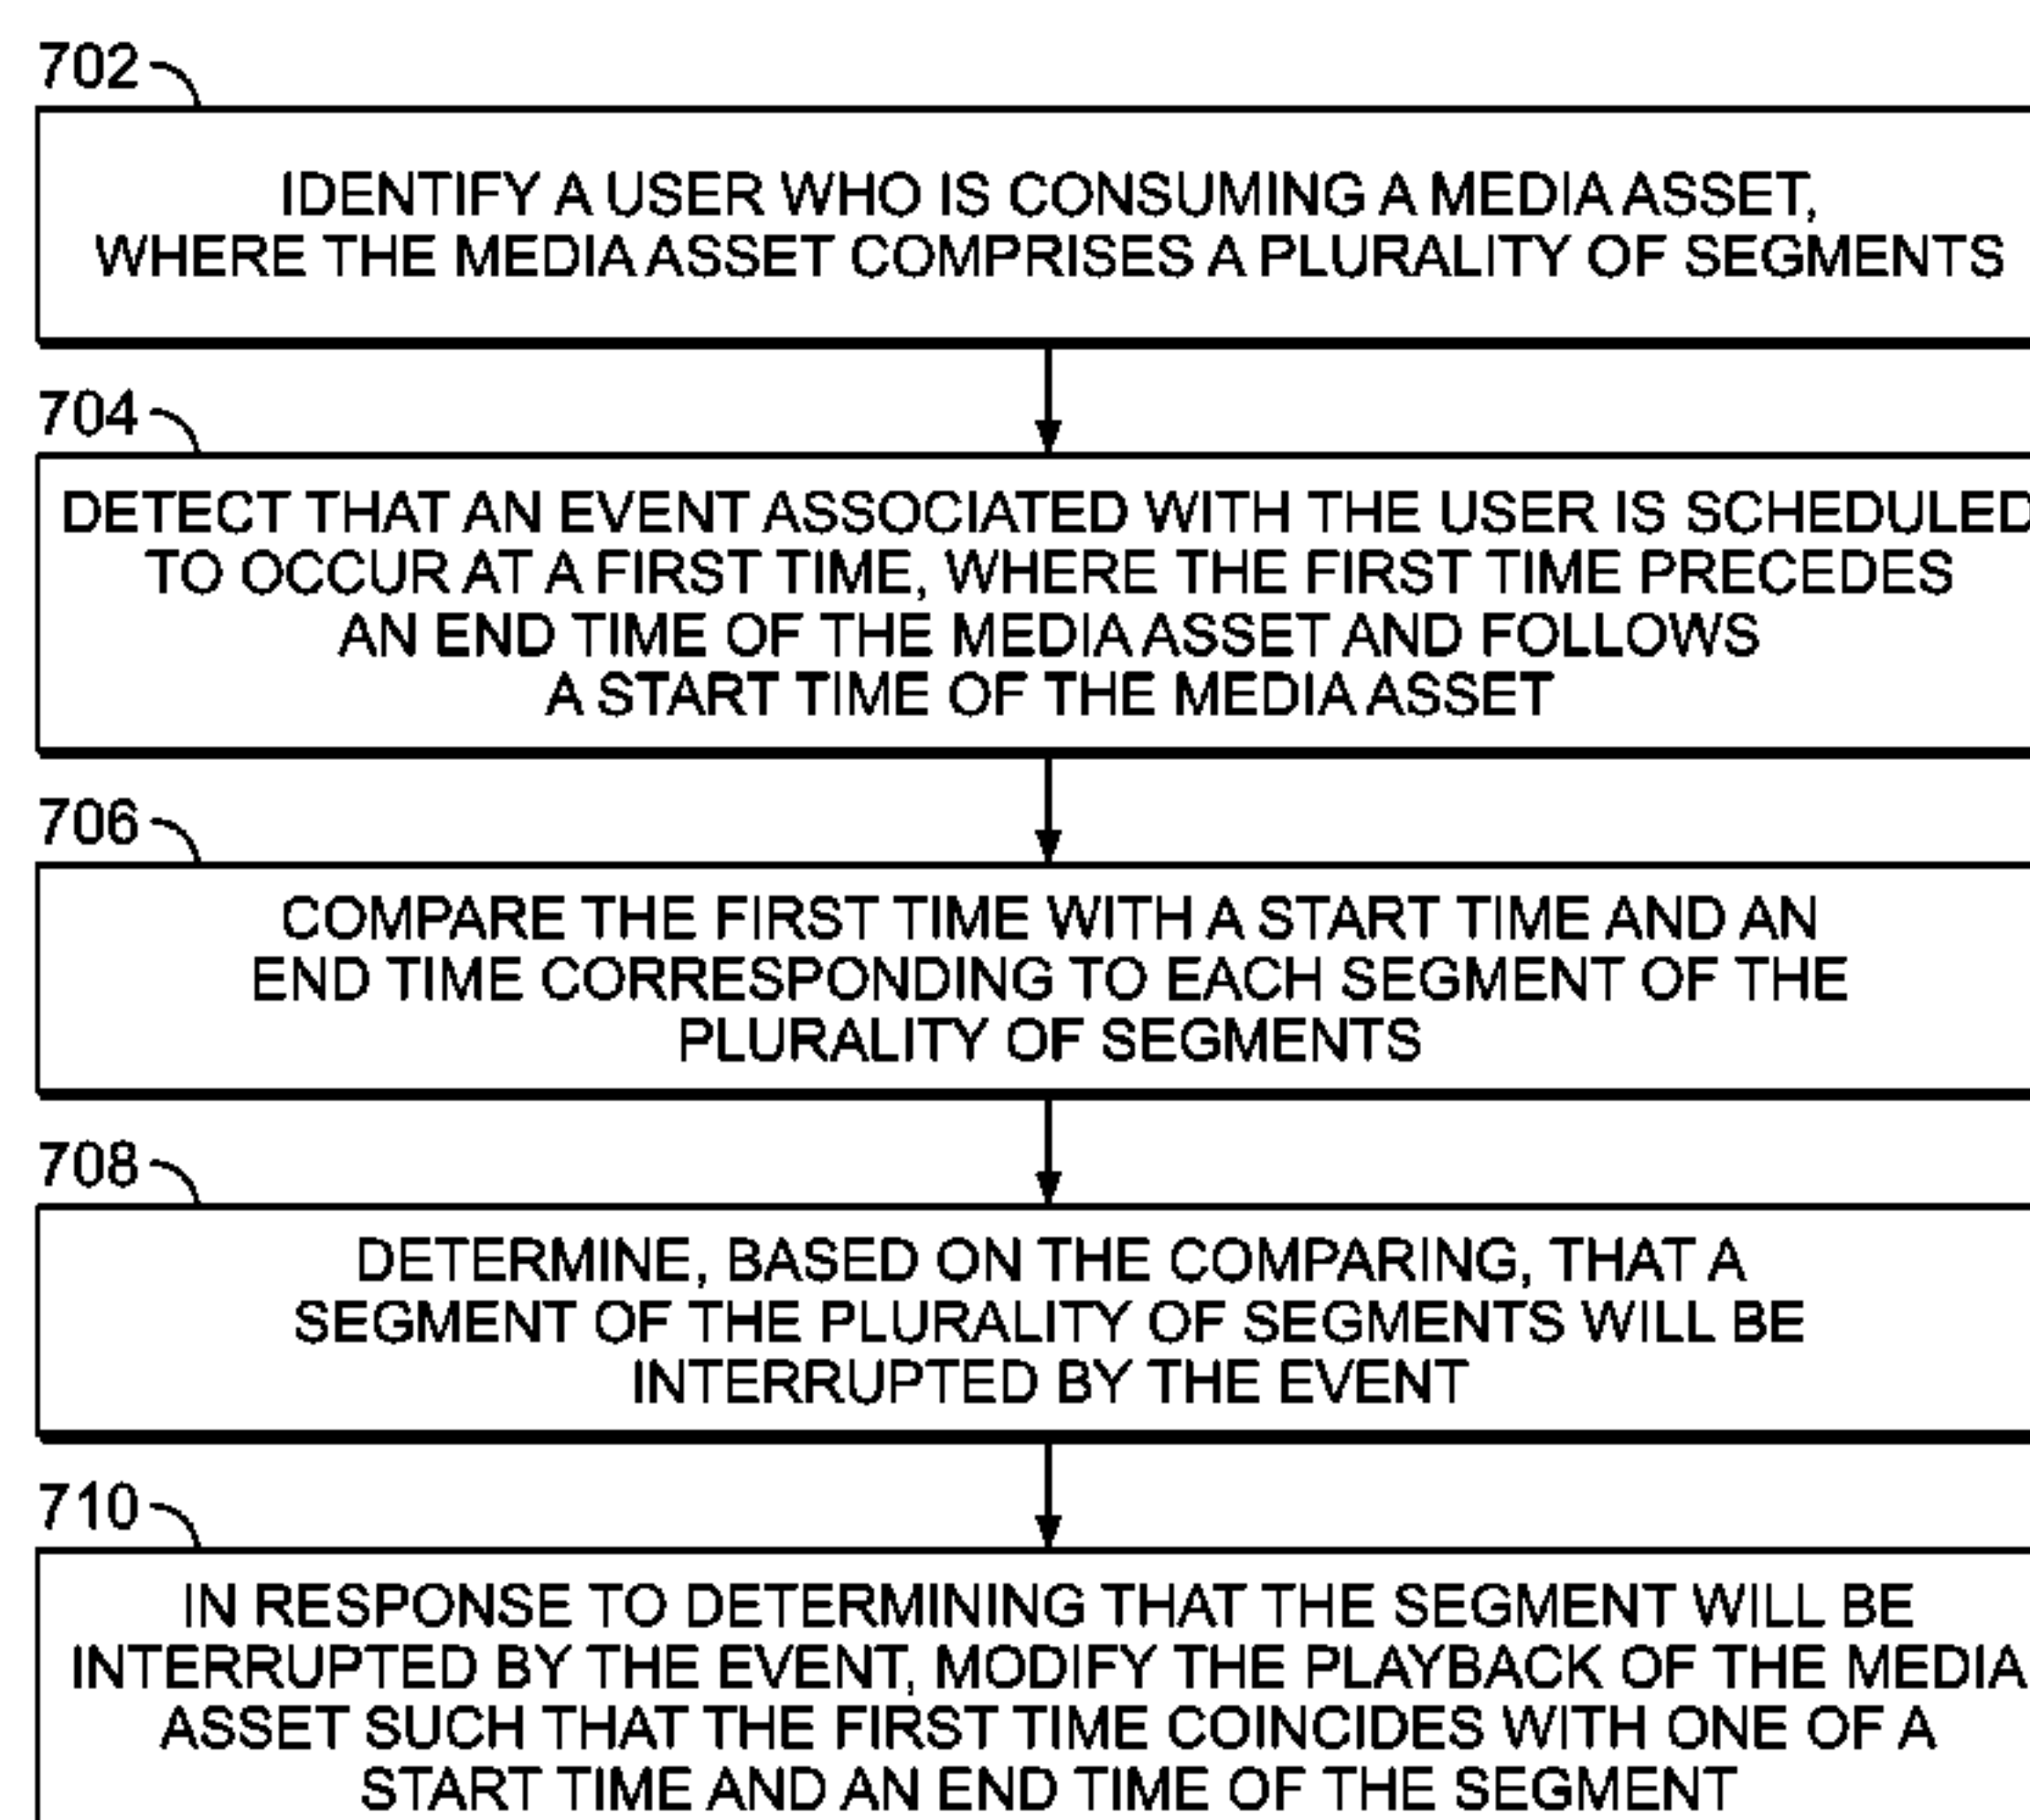 702
IDENTIFY A USER WHO IS CONSUMING A MEDIA ASSET,
WHERE THE MEDIA ASSET COMPRISES A PLURALITY OF SEGMENTS
704
DETECT THAT AN EVENT ASSOCIATED WITH THE USER IS SCHEDULED
TO OCCUR AT A FIRST TIME, WHERE THE FIRST TIME PRECEDES
AN END TIME OF THE MEDIA ASSET AND FOLLOWS
A START TIME OF THE MEDIA ASSET
706
COMPARE THE FIRST TIME WITH A START TIME AND AN
END TIME CORRESPONDING TO EACH SEGMENT OF THE
PLURALITY OF SEGMENTS
708
DETERMINE, BASED ON THE COMPARING, THAT A
SEGMENT OF THE PLURALITY OF SEGMENTS WILL BE
INTERRUPTED BY THE EVENT
710
IN RESPONSE TO DETERMINING THAT THE SEGMENT WILL BE
INTERRUPTED BY THE EVENT, MODIFY THE PLAYBACK OF THE MEDIA
ASSET SUCH THAT THE FIRST TIME COINCIDES WITH ONE OF A
START TIME AND AN END TIME OF THE SEGMENT